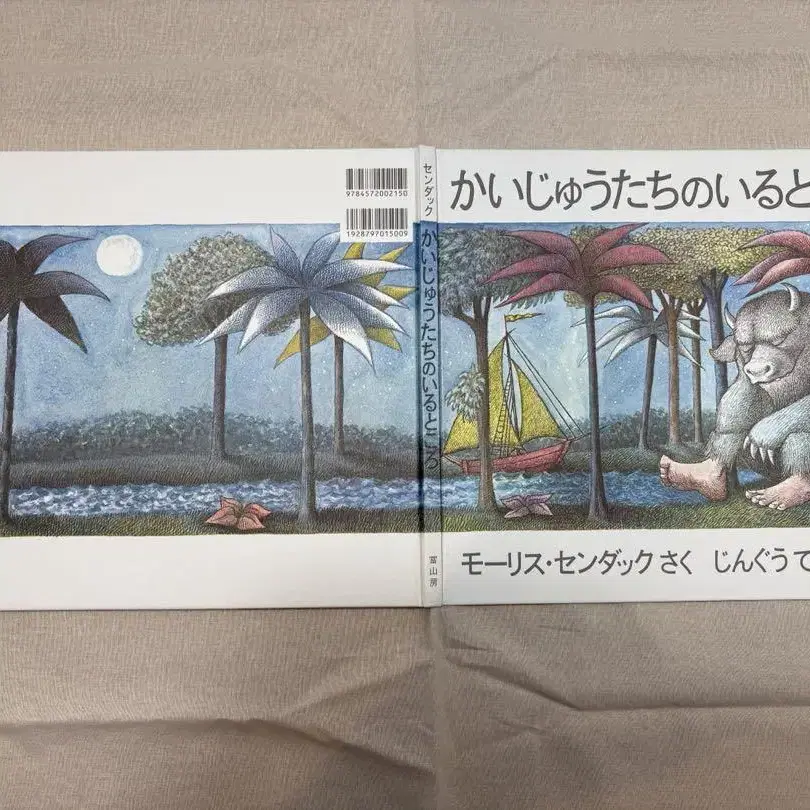 9784572002150
1928797015009
センダック
かいじゅうたちのいるところ
冨山房
かいじゅうたちのいると
モーリス・センダック さく じんぐう て